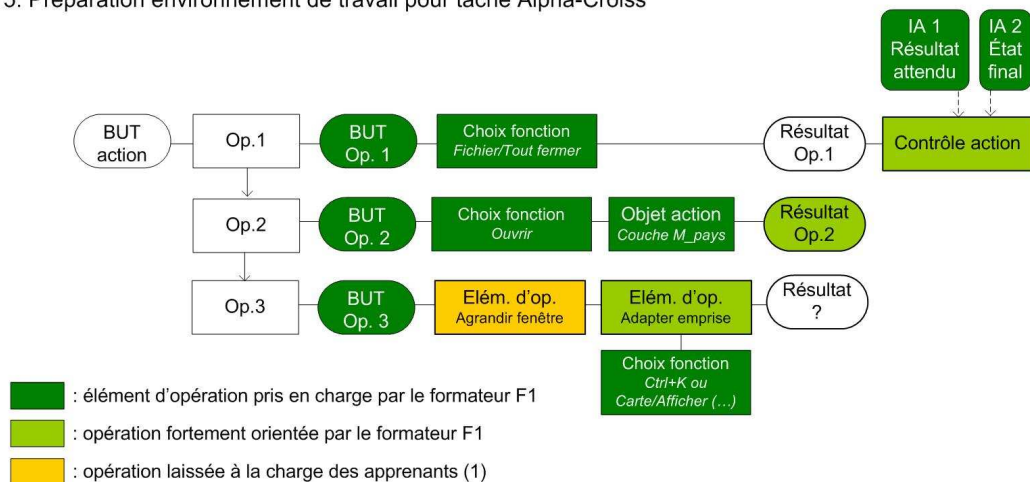 5. Préparation environnement de travail pour tâche Alpha-Croiss
IA 1
Résultat
attendu
IA 2
État
final
BUT
action
Op.1
BUT
Op. 1
Choix fonction
Fichier/Tout fermer
Résultat
Op.1
Contrôle action
Op.2
BUT
Op. 2
Choix fonction
Ouvrir
Objet action
Couche M_pays
Résultat
Op.2
Op.3
BUT
Op. 3
Elém. d'op.
Agrandir fenêtre
Elém. d'op.
Adapter emprise
Résultat
?
Choix fonction
Ctrl+K ou
Carte/Afficher (…)
: élément d'opération pris en charge par le formateur F1
: opération fortement orientée par le formateur F1
: opération laissée à la charge des apprenants (1)